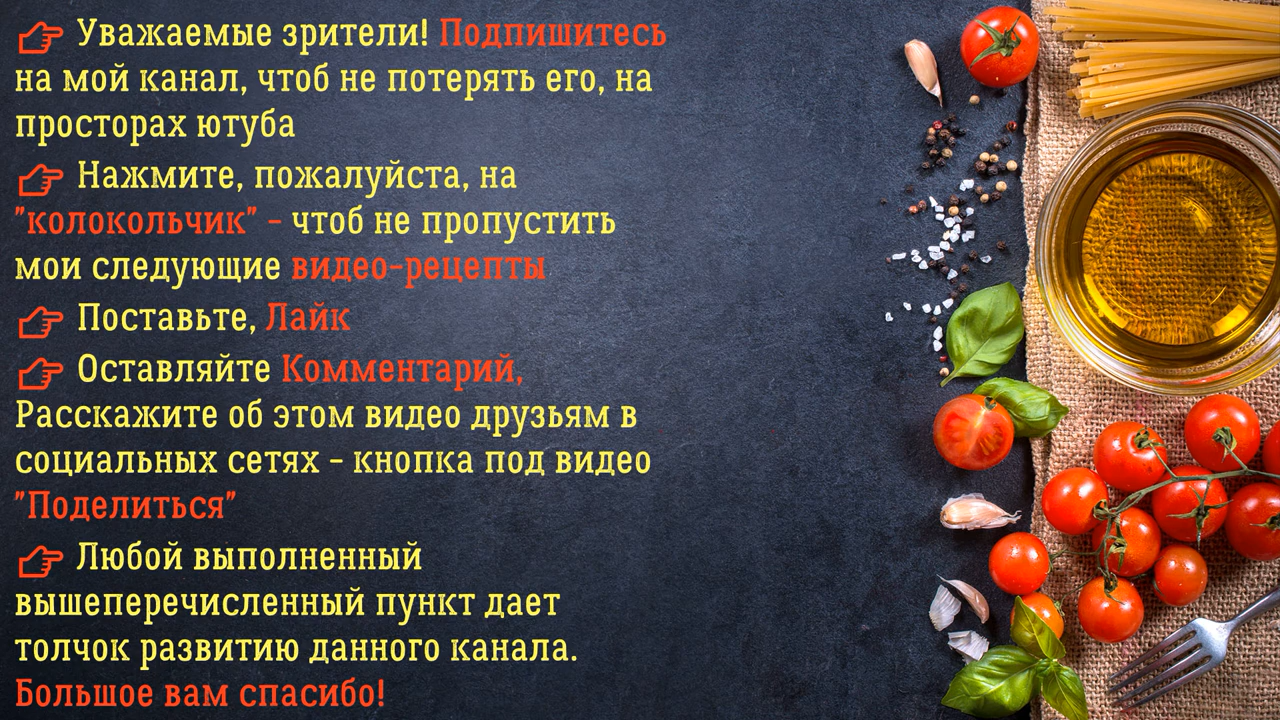 👉 Уважаемые зрители! Подпишитесь
на мой канал, чтоб не потерять его, на
просторах ютуба
👉 Нажмите, пожалуйста, на
"колокольчик" - чтоб не пропустить
мои следующие видео-рецепты
👉 Поставьте, Лайк
👉 Оставляйте Комментарий,
Расскажите об этом видео друзьям в
социальных сетях - кнопка под видео
"Поделиться"
👉 Любой выполненный
вышеперечисленный пункт дает
толчок развитию данного канала.
Большое вам спасибо!